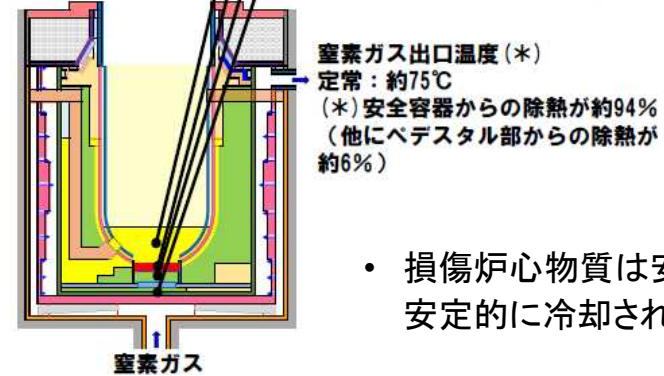 窒素ガス出口温度(*)
定常：約75℃
(*)安全容器からの除熱が約94%
(他にペデスタル部からの除熱が
約6%)
• 損傷炉心物質は安
安定的に冷却され
窒素ガス